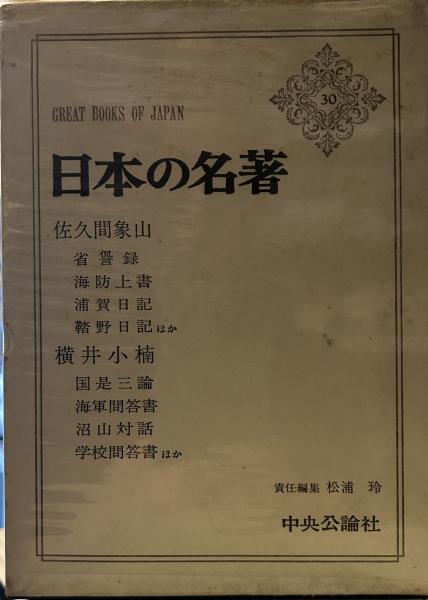 30
GREAT BOOKS OF JAPAN
日本の名著
佐久間象山
省諐録
海防上書
浦賀日記
鞜野日記ほか
横井小楠
国是三論
海軍問答書
沼山対話
学校問答書ほか
責任編集 松浦 玲
中央公論社